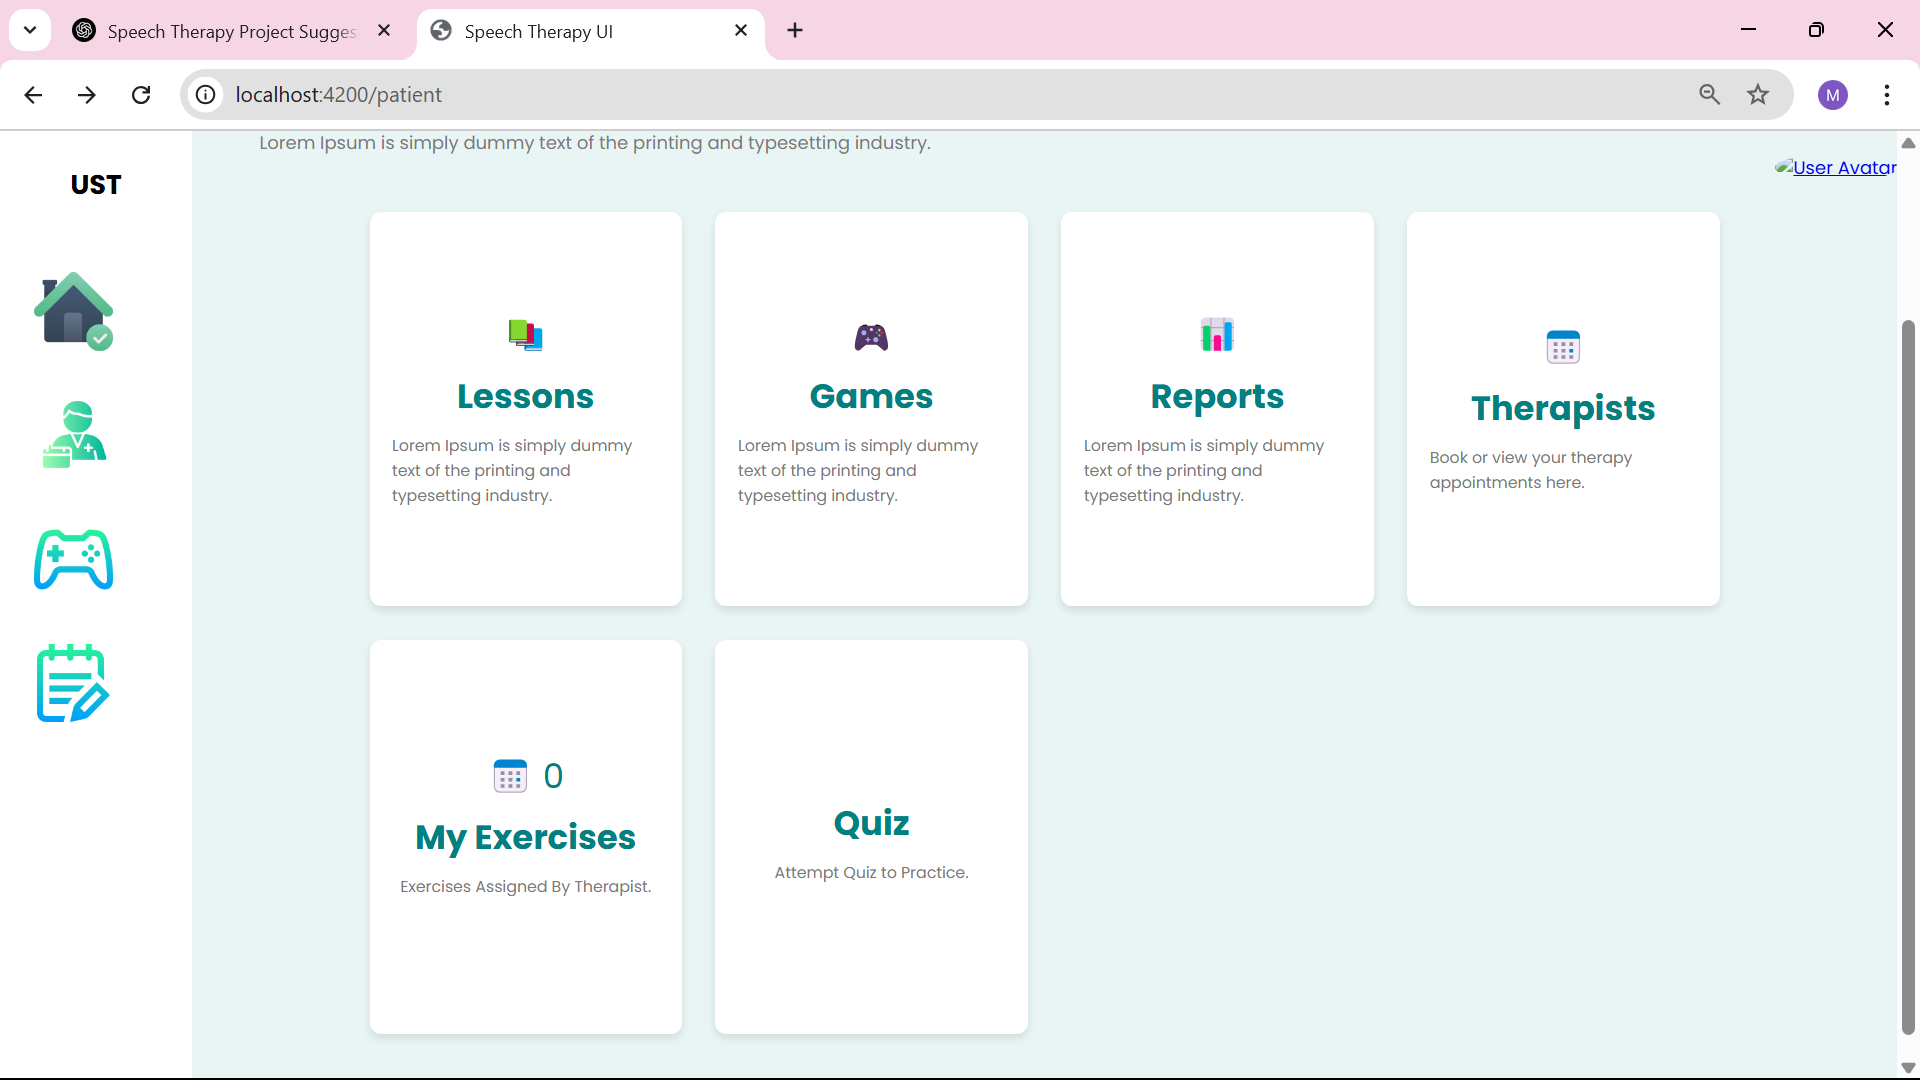 Speech Therapy Project Sugges
Speech Therapy UI
localhost:4200/patient
M
Lorem Ipsum is simply dummy text of the printing and typesetting industry.
UST
User Avatar
Lessons
Lorem Ipsum is simply dummy
text of the printing and
typesetting industry.
Games
Lorem Ipsum is simply dummy
text of the printing and
typesetting industry.
Reports
Lorem Ipsum is simply dummy
text of the printing and
typesetting industry.
Therapists
Book or view your therapy
appointments here.
0
My Exercises
Exercises Assigned By Therapist.
Quiz
Attempt Quiz to Practice.